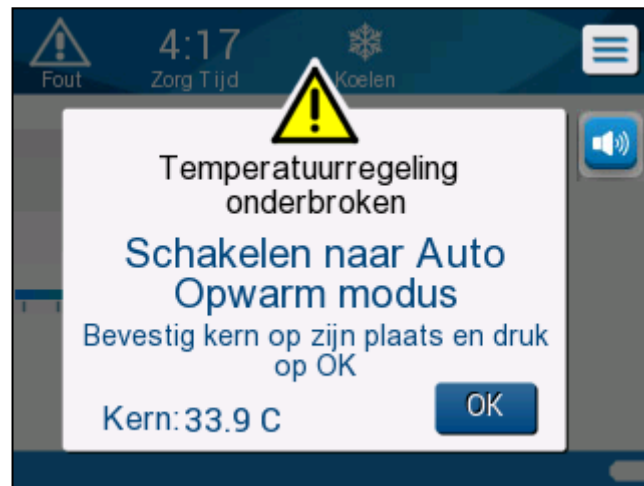 4:17
Fout
Zorg Tijd
Koelen
Temperatuurregeling
onderbroken
Schakelen naar Auto
Opwarm modus
Bevestig kern op zijn plaats en druk
op OK
Kern: 33.9 C
OK